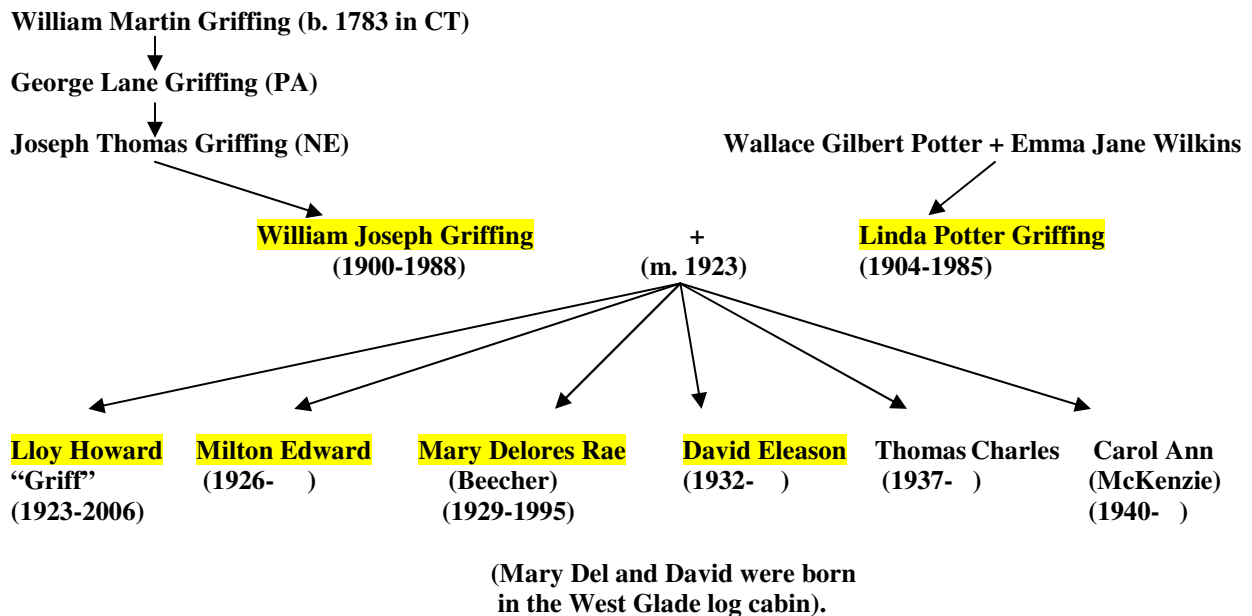 William Martin Griffing (b. 1783 in CT)
George Lane Griffing (PA)
Joseph Thomas Griffing (NE)
Wallace Gilbert Potter + Emma Jane Wilkins
William Joseph Griffing + Linda Potter Griffing
(1900-1988) (m. 1923) (1904-1985)
Lloy Howard Milton Edward Mary Delores Rae David Eleason Thomas Charles Carol Ann
“Griff” (1926- ) (Beecher) (1932- ) (1937- ) (McKenzie)
(1923-2006) (1929-1995) (1940- )
(Mary Del and David were born
in the West Glade log cabin).